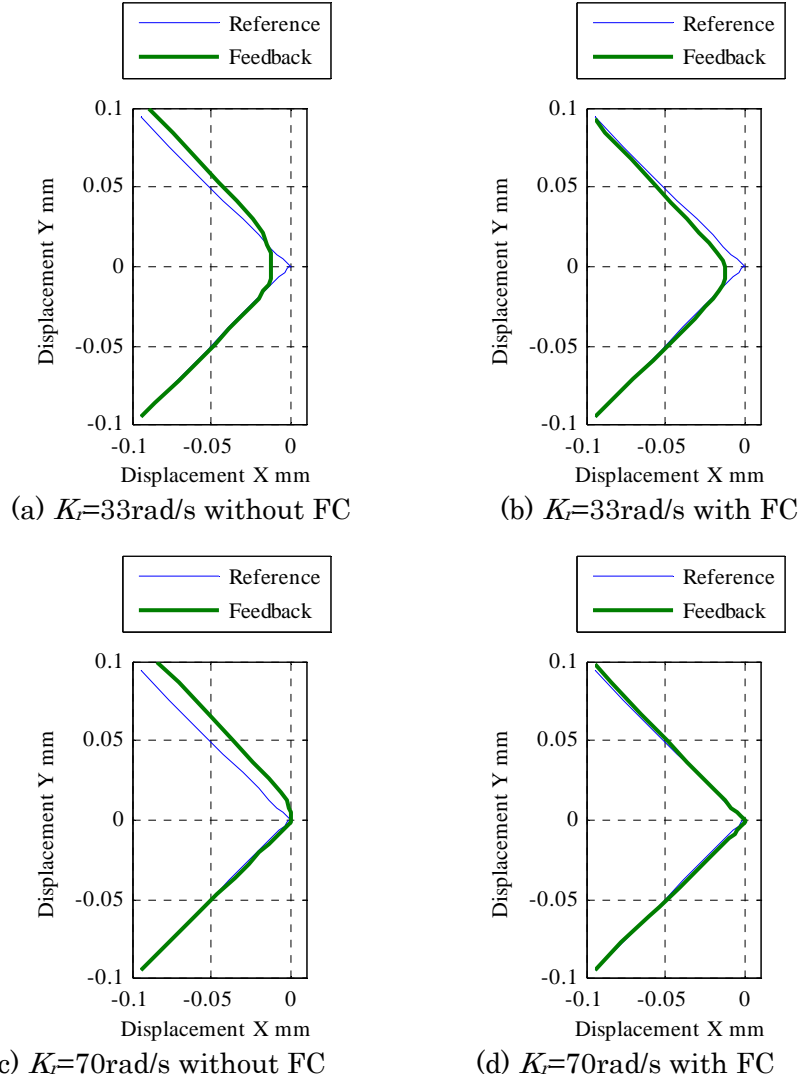 Reference
Feedback
0.1
0.05
0
-0.05
-0.1
Displacement Y mm
-0.1 -0.05 0
Displacement X mm
(a) Kr=33rad/s without FC
Reference
Feedback
0.1
0.05
0
-0.05
-0.1
Displacement Y mm
-0.1 -0.05 0
Displacement X mm
(b) Kr=33rad/s with FC
Reference
Feedback
0.1
0.05
0
-0.05
-0.1
Displacement Y mm
-0.1 -0.05 0
Displacement X mm
c) Kr=70rad/s without FC
Reference
Feedback
0.1
0.05
0
-0.05
-0.1
Displacement Y mm
-0.1 -0.05 0
Displacement X mm
(d) Kr=70rad/s with FC